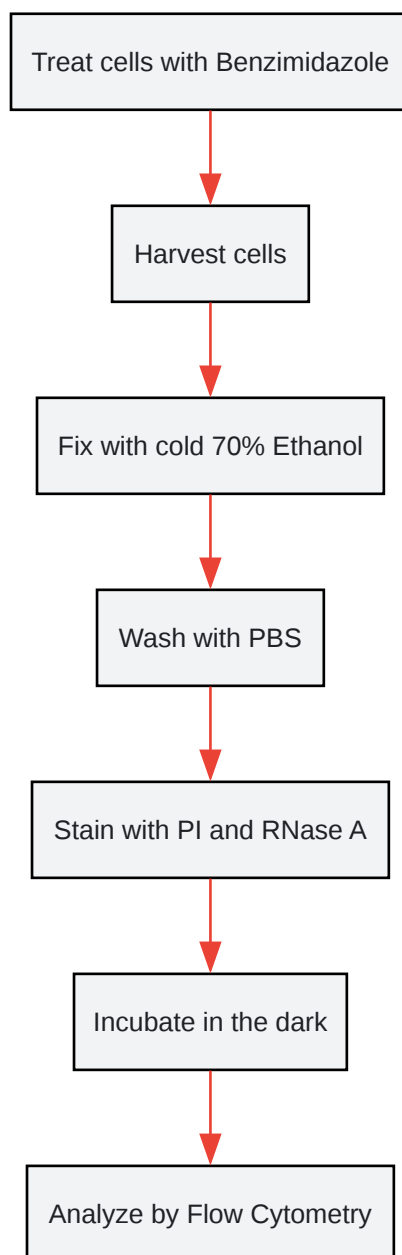 Treat cells with Benzimidazole
Harvest cells
Fix with cold 70% Ethanol
Wash with PBS
Stain with PI and RNase A
Incubate in the dark
Analyze by Flow Cytometry